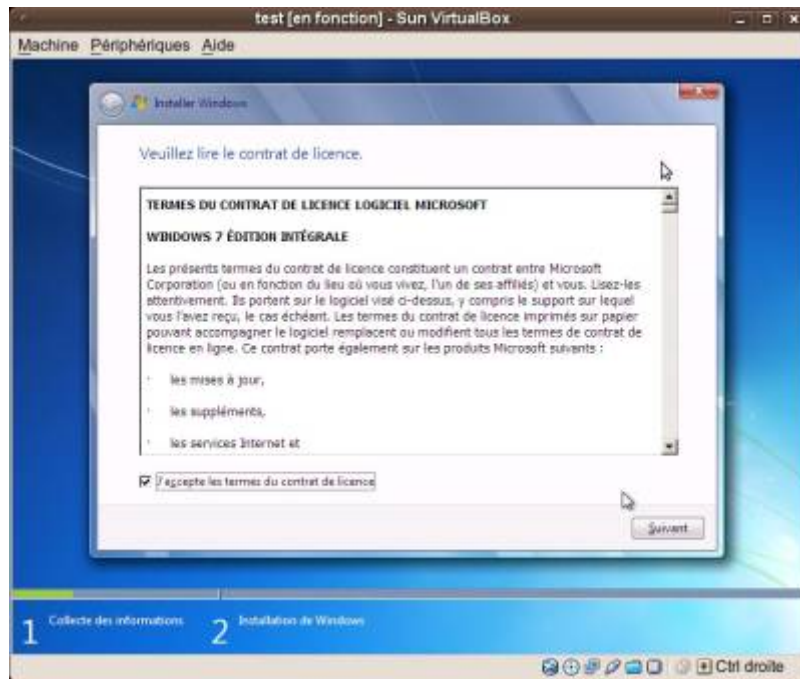 test [en fonction] - Sun VirtualBox
Machine Périphériques Aide
Installer Windows
Veuillez lire le contrat de licence.
TERMES DU CONTRAT DE LICENCE LOGICIEL MICROSOFT
WINDOWS 7 ÉDITION INTÉGRALE
Les présents termes du contrat de licence constituent un contrat entre Microsoft
Corporation (ou en fonction du lieu où vous vivez, l'un de ses affiliés) et vous. Lisez-les
attentivement. Ils portent sur le logiciel visé ci-dessus, y compris le support sur lequel
vous l'avez reçu, le cas échéant. Les termes du contrat de licence imprimés sur papier
pouvant accompagner le logiciel remplacent ou modifient tous les termes de contrat de
licence en ligne. Ce contrat porte également sur les produits Microsoft suivants :
· les mises à jour,
· les suppléments,
· les services Internet et
J'accepte les termes du contrat de licence
Suivant
1 Collecte des informations 2 Installation de Windows
Ctrl droite